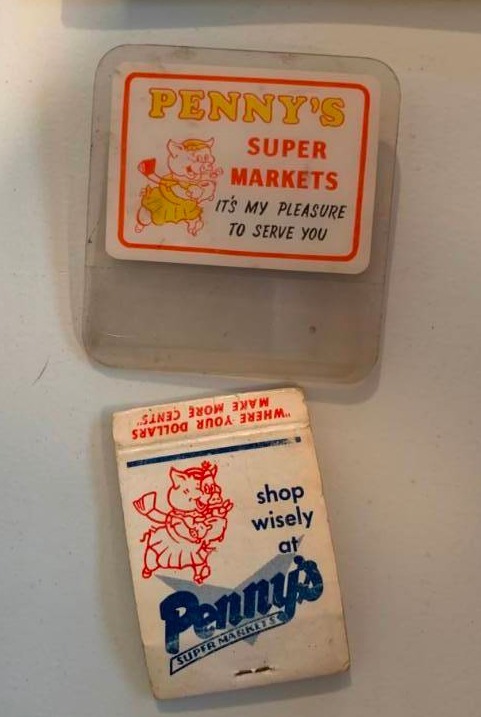 PENNY'S
SUPER
MARKETS
IT'S MY PLEASURE
TO SERVE YOU
"WHERE YOUR DOLLARS
MAKE MORE CENTS"
shop
wisely
at
Penny's
SUPER MARKETS